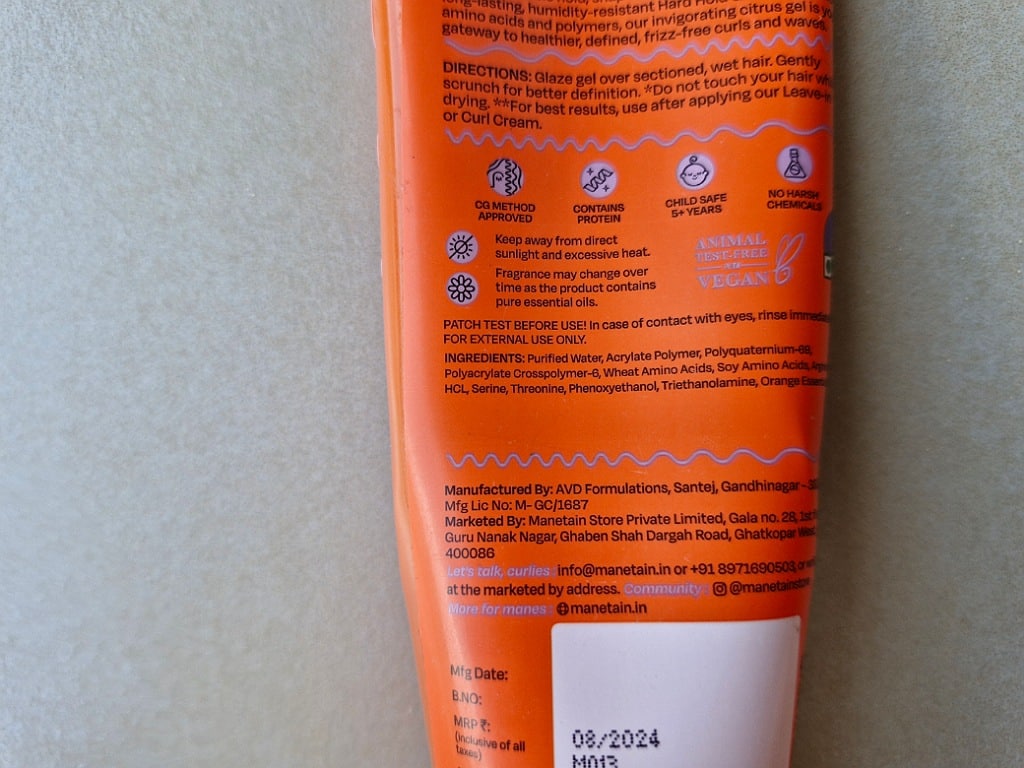 long-lasting, humidity-resistant Hard Hold
amino acids and polymers, our invigorating citrus gel is
gateway to healthier, defined, frizz-free curls and waves.
DIRECTIONS: Glaze gel over sectioned, wet hair. Gently
scrunch for better definition. *Do not touch your hair
drying. **For best results, use after applying our Leave-in
or Curl Cream.
CG METHOD
APPROVED
CONTAINS
PROTEIN
CHILD SAFE
5+ YEARS
NO HARSH
CHEMICALS
Keep away from direct
sunlight and excessive heat.
Fragrance may change over
time as the product contains
pure essential oils.
ANIMAL
TEST-FREE
VEGAN
PATCH TEST BEFORE USE! In case of contact with eyes, rinse
FOR EXTERNAL USE ONLY.
INGREDIENTS: Purified Water, Acrylate Polymer, Polyquaternium-69,
Polyacrylate Crosspolymer-6, Wheat Amino Acids, Soy Amino Acids,
HCL, Serine, Threonine, Phenoxyethanol, Triethanolamine, Orange
Manufactured By: AVD Formulations, Santej, Gandhinagar -
Mfg Lic No: M- GC/1687
Marketed By: Manetain Store Private Limited, Gala no. 28,
Guru Nanak Nagar, Ghaben Shah Dargah Road, Ghatkopar West
400086
Let's talk, curlies: info@manetain.in or +91 8971690503, or
at the marketed by address. Community: @manetainstore
More for manes: manetain.in
Mfg Date:
B.NO:
MRP ₹:
(inclusive of all
taxes)
08/2024
M013